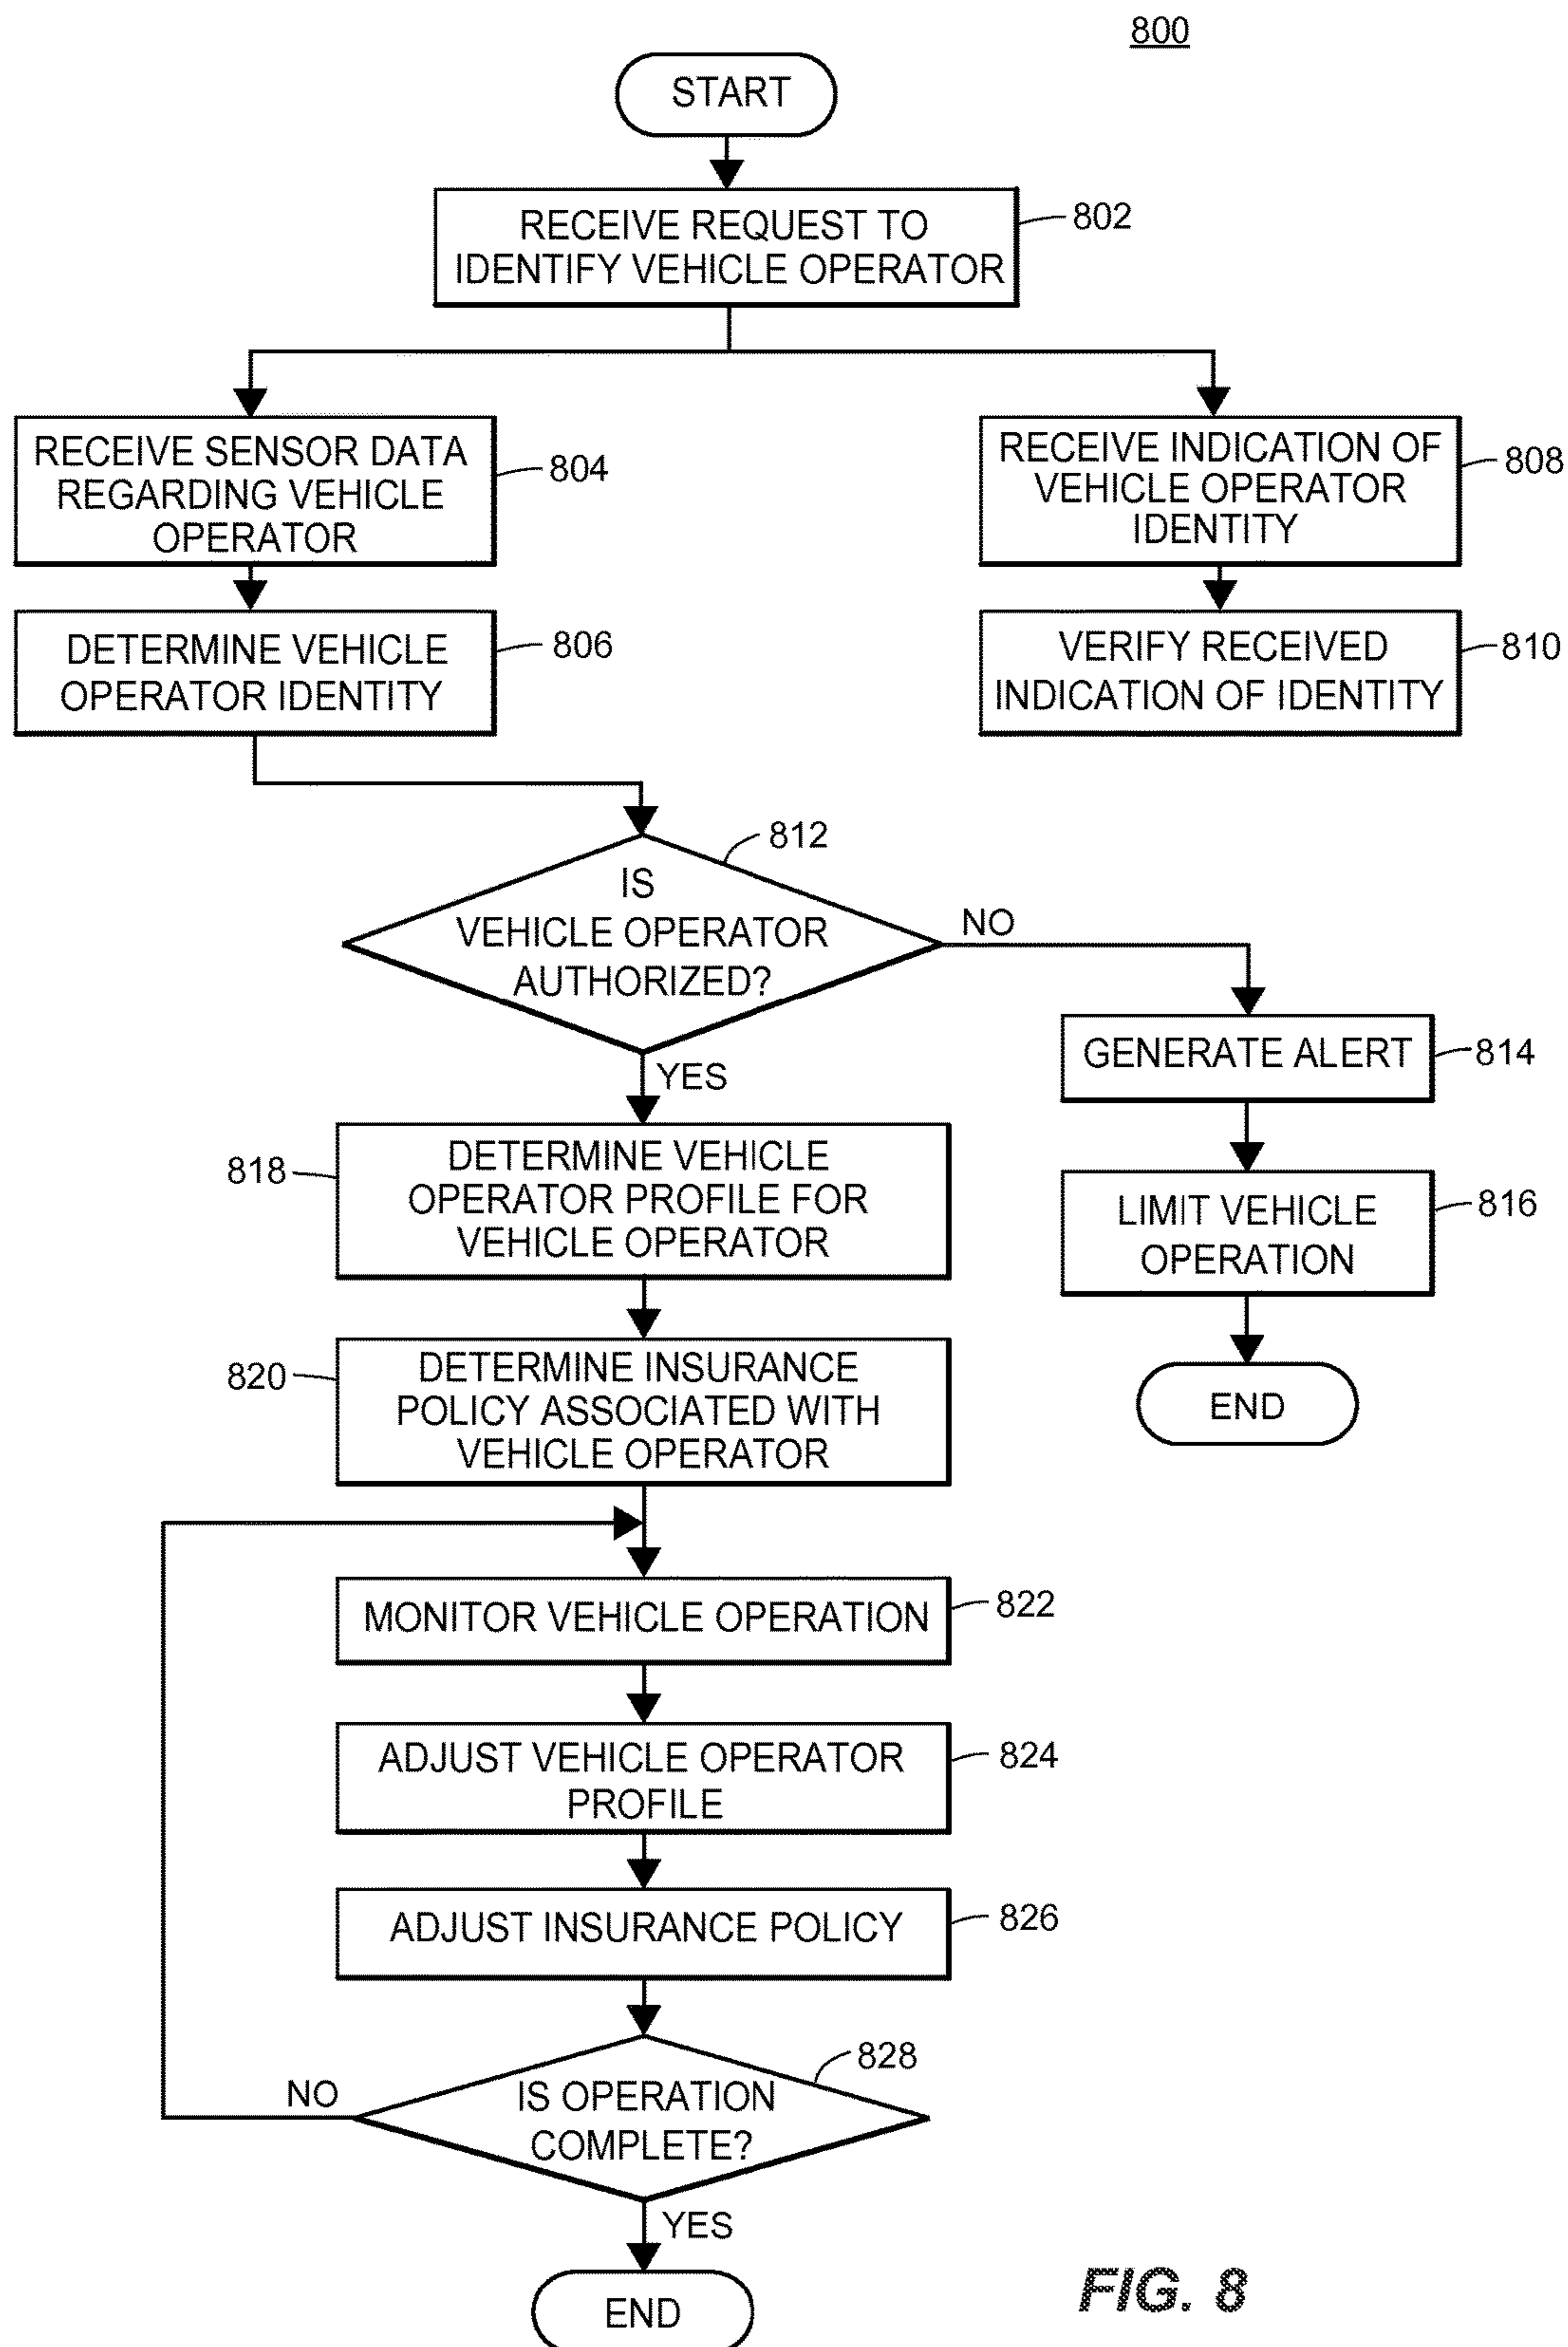 800
START
RECEIVE REQUEST TO
IDENTIFY VEHICLE OPERATOR
802
RECEIVE SENSOR DATA
REGARDING VEHICLE
OPERATOR
804
RECEIVE INDICATION OF
VEHICLE OPERATOR
IDENTITY
808
DETERMINE VEHICLE
OPERATOR IDENTITY
806
VERIFY RECEIVED
INDICATION OF IDENTITY
810
812
IS
VEHICLE OPERATOR
AUTHORIZED?
NO
YES
GENERATE ALERT
814
818
DETERMINE VEHICLE
OPERATOR PROFILE FOR
VEHICLE OPERATOR
LIMIT VEHICLE
OPERATION
816
820
DETERMINE INSURANCE
POLICY ASSOCIATED WITH
VEHICLE OPERATOR
END
MONITOR VEHICLE OPERATION
822
ADJUST VEHICLE OPERATOR
PROFILE
824
ADJUST INSURANCE POLICY
826
828
NO
IS OPERATION
COMPLETE?
YES
END
FIG. 8